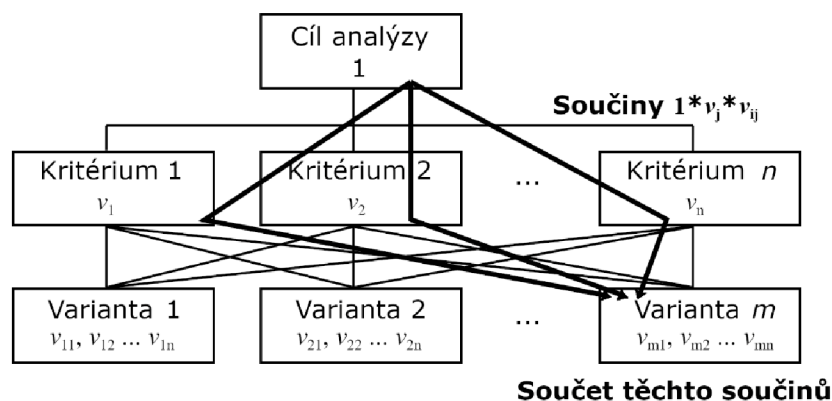 Cíl analýzy
1
Součiny 1*vj*vij
Kritérium 1
v1
Kritérium 2
v2
...
Kritérium n
vn
Varianta 1
v11, v12 ... v1n
Varianta 2
v21, v22 ... v2n
...
Varianta m
vm1, vm2 ... vmn
Součet těchto součinů